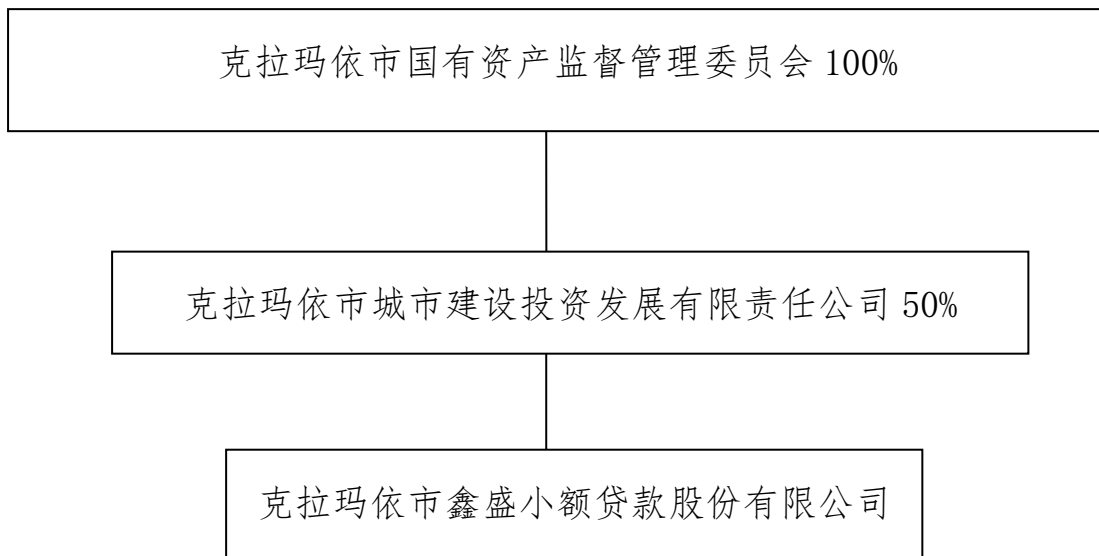 克拉玛依市国有资产监督管理委员会 100%
克拉玛依市城市建设投资发展有限责任公司 50%
克拉玛依市鑫盛小额贷款股份有限公司